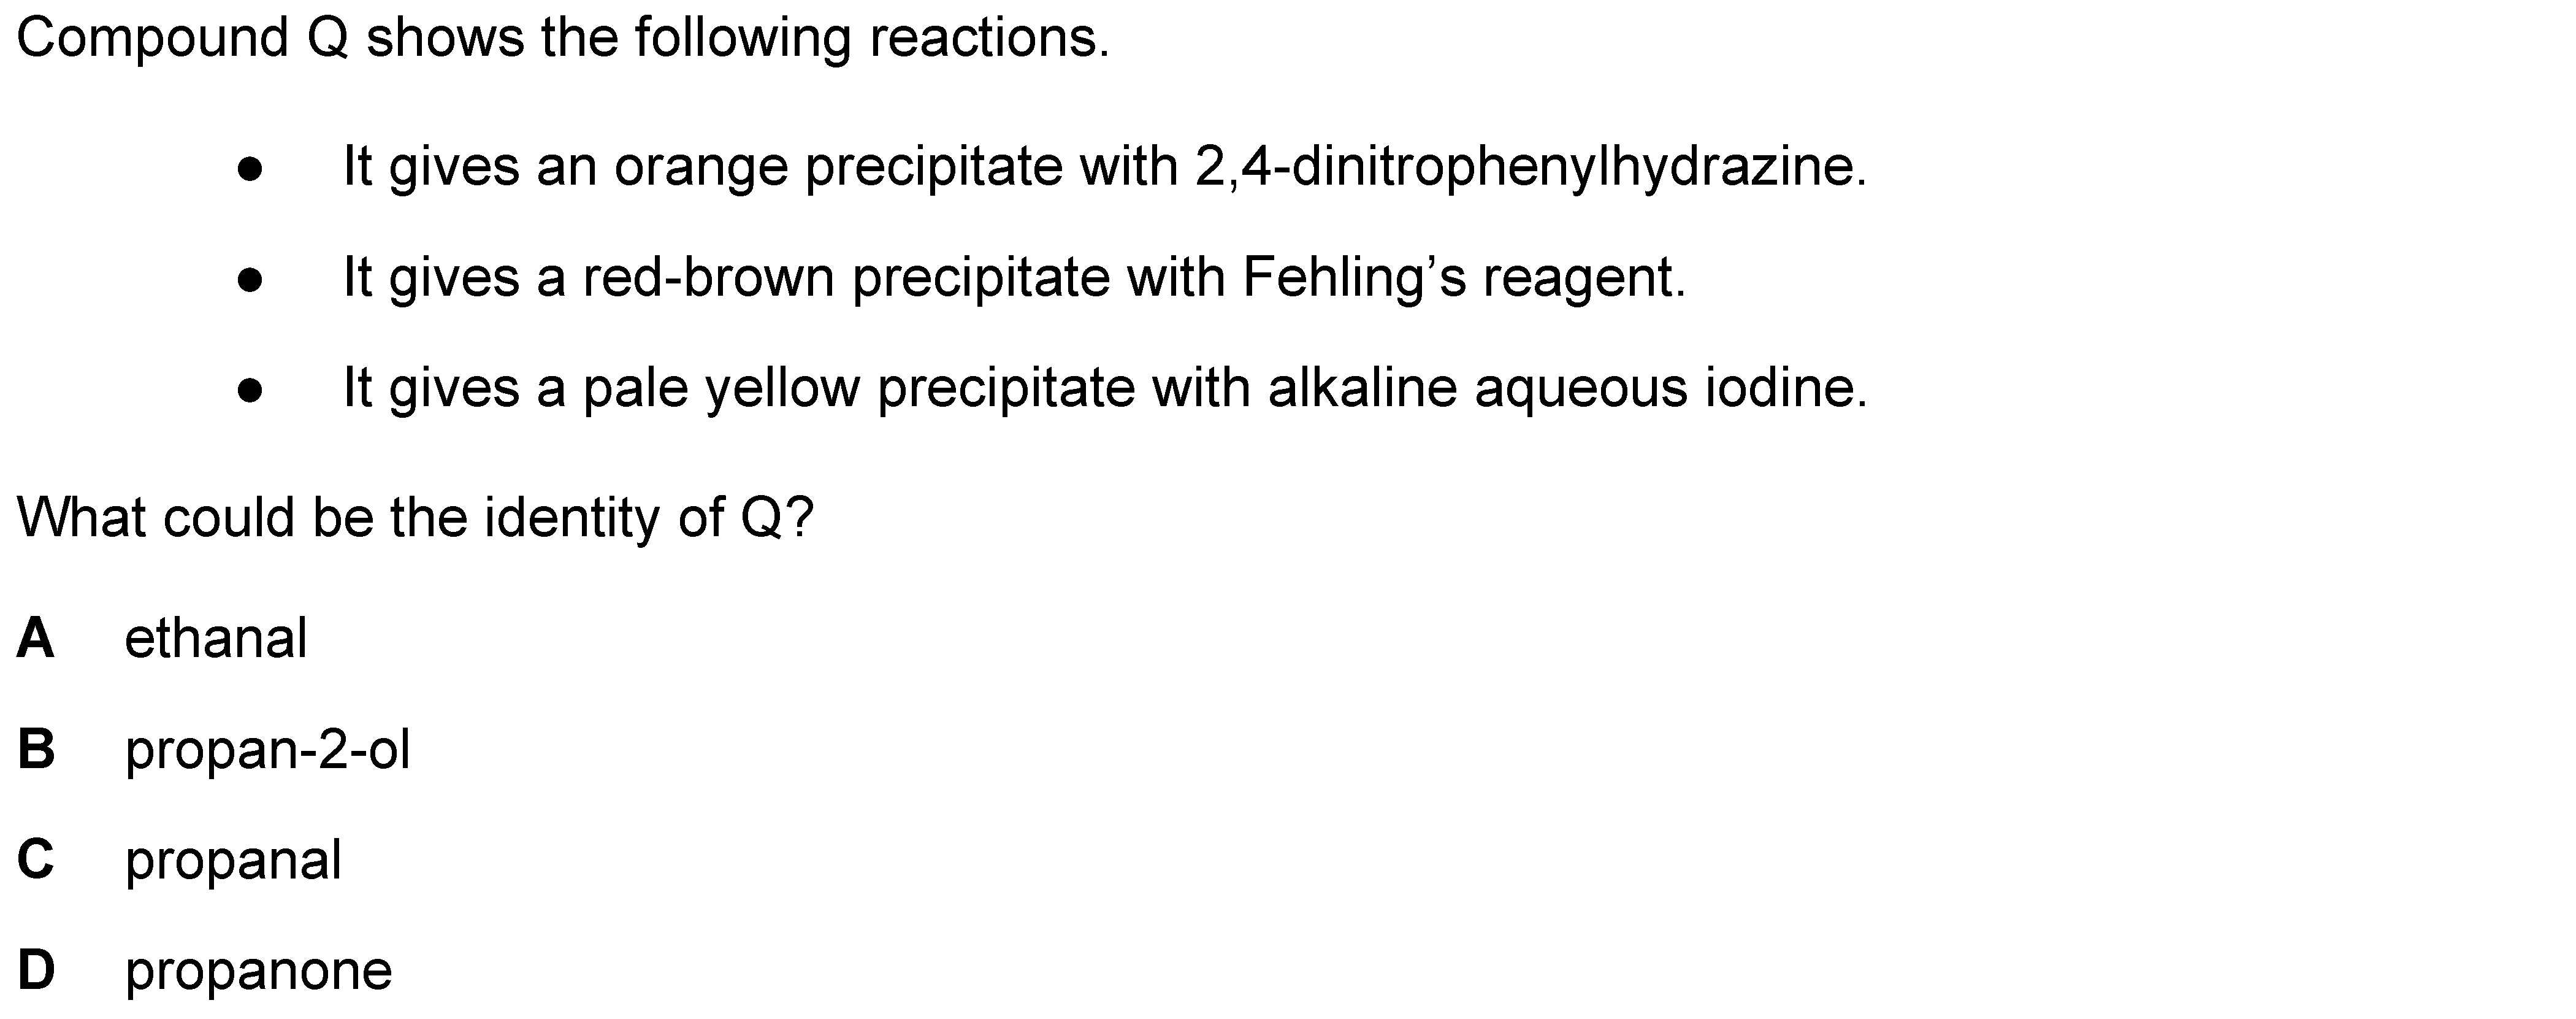 Compound Q shows the following reactions.
● It gives an orange precipitate with 2,4-dinitrophenylhydrazine.
● It gives a red-brown precipitate with Fehling’s reagent.
● It gives a pale yellow precipitate with alkaline aqueous iodine.
What could be the identity of Q?
A ethanal
B propan-2-ol
C propanal
D propanone